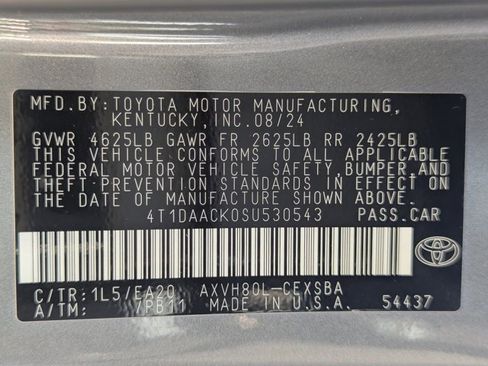 MFD.BY:TOYOTA MOTOR MANUFACTURING,
KENTUCKY,INC.08/24
GVWR 4625LB GAWR FR 2625LB RR 2425LB
THIS VEHICLE CONFORMS TO ALL APPLICABLE
FEDERAL MOTOR VEHICLE SAFETY,BUMPER,AND
THEFT PREVENTION STANDARDS IN EFFECT ON
THE DATE OF MANUFACTURE SHOWN ABOVE.
4T1DAACK0SU530543 PASS.CAR
C/TR:1L5/EA20 AXVH80L-CEXSBA
A/TM: /PB11 MADE IN U.S.A. 54437
TOYOTA